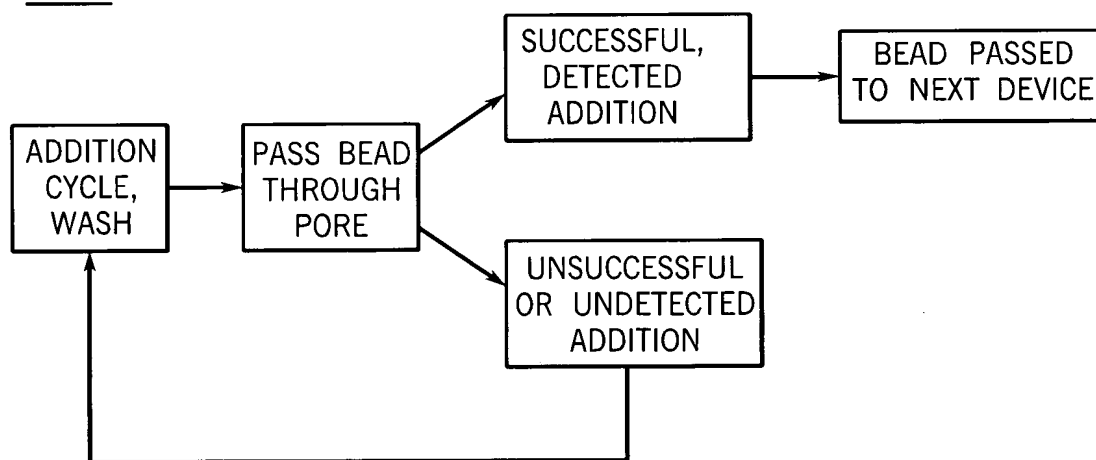 ADDITION
CYCLE,
WASH
PASS BEAD
THROUGH
PORE
SUCCESSFUL,
DETECTED
ADDITION
BEAD PASSED
TO NEXT DEVICE
UNSUCCESSFUL
OR UNDETECTED
ADDITION